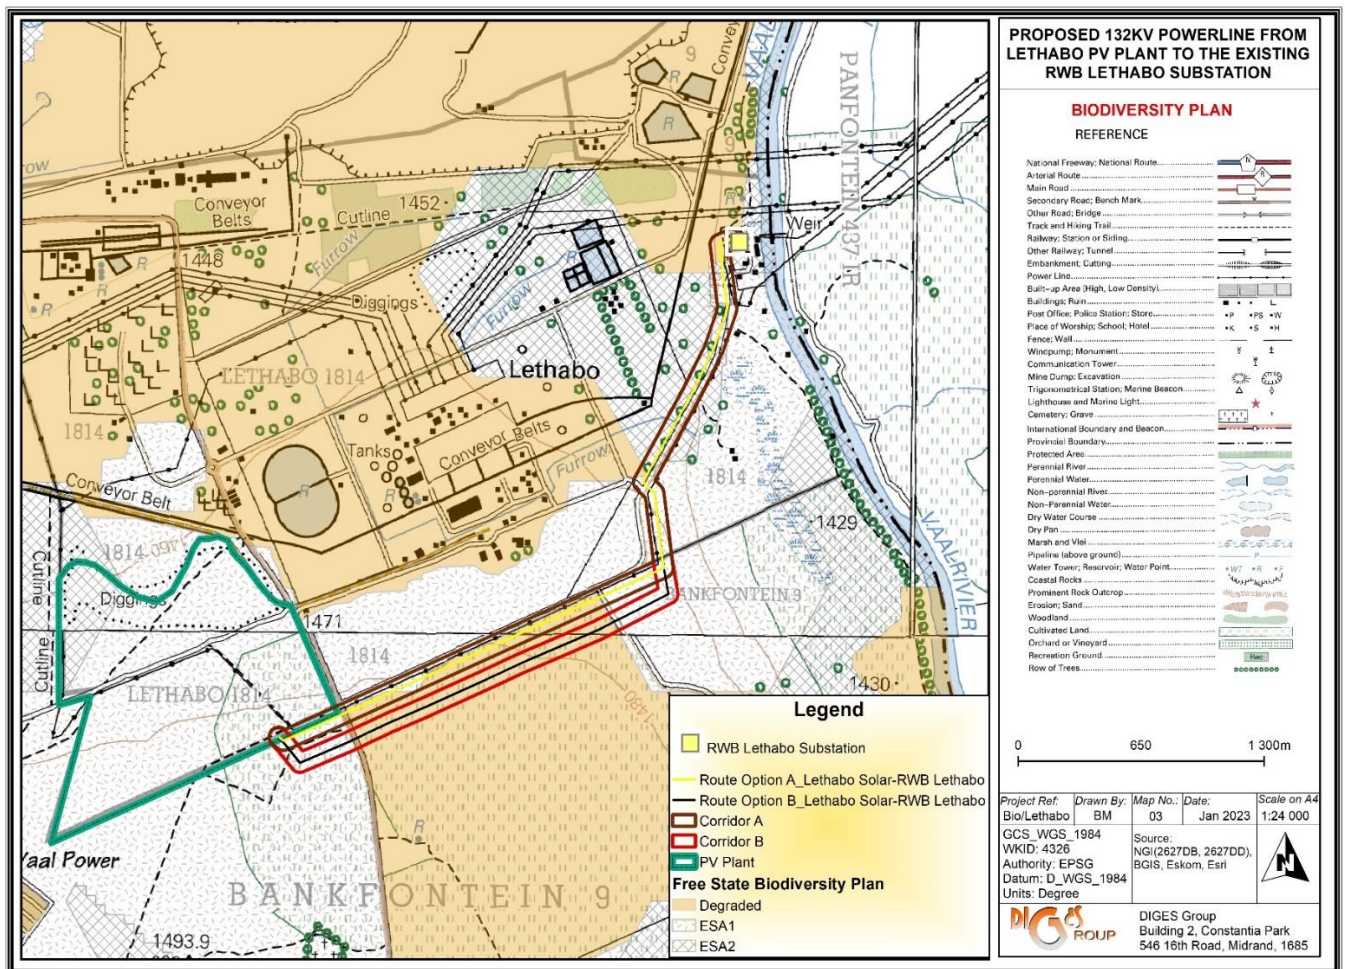 PROPOSED 132KV POWERLINE FROM
LETHABO PV PLANT TO THE EXISTING
RWB LETHABO SUBSTATION
BIODIVERSITY PLAN
REFERENCE
National Freeway; National Route
N
Arterial Route
R
Main Road
Secondary Road; Bench Mark
Other Road; Bridge
Track and Hiking Trail
Railway; Station or Siding
Other Railway; Tunnel
Embankment; Cutting
Power Line
Built-up Area (High, Low Density)
Buildings; Ruin
Post Office; Police Station; Store
•P •PS •W
Place of Worship; School; Hotel
•K •S •H
Fence; Wall
Windpump; Monument
Communication Tower
Mine Dump; Excavation
Trigonometrical Station; Marine Beacon
Lighthouse and Marine Light
Cemetery; Grave
International Boundary and Beacon
Provincial Boundary
Protected Area
Perennial River
Perennial Water
Non-perennial River
Non-Perennial Water
Dry Water Course
Dry Pan
Marsh and Vlei
Pipeline (above ground)
P
Water Tower; Reservoir; Water Point
•WT •R •F
Coastal Rocks
Prominent Rock Outcrop
Erosion; Sand
Woodland
Cultivated Land
Orchard or Vineyard
Recreation Ground
Rec
Row of Trees
0 650 1 300m
Project Ref: Drawn By: Map No.: Date: Scale on A4
Bio/Lethabo BM 03 Jan 2023 1:24 000
GCS_WGS_1984
WKID: 4326
Authority: EPSG
Datum: D_WGS_1984
Units: Degree
Source:
NGI(2627DB, 2627DD),
BGIS, Eskom, Esri
N
DIGES
GROUP
DIGES Group
Building 2, Constantia Park
546 16th Road, Midrand, 1685
Legend
RWB Lethabo Substation
Route Option A_Lethabo Solar-RWB Lethabo
Route Option B_Lethabo Solar-RWB Lethabo
Corridor A
Corridor B
PV Plant
Free State Biodiversity Plan
Degraded
ESA1
ESA2
Convey
VAAL
PANFONTEIN 437 IR
9
R
Furrow
Conveyor
Belts
Cutline
1452
Weir
1448
Furrow
Diggings
Furrow
Lethabo
LETHABO 1814
1814
Tanks
Conveyor Belts
Furrow
1814
Conveyor Belt
1429
VAALRIVIER
1814
1460
Cutline
Diggings
BANKFONTEIN 9
1471
1814
Cutline
LETHABO 1814
1430
1480
R
Vaal Power
BANKFONTEIN 9
1493.9